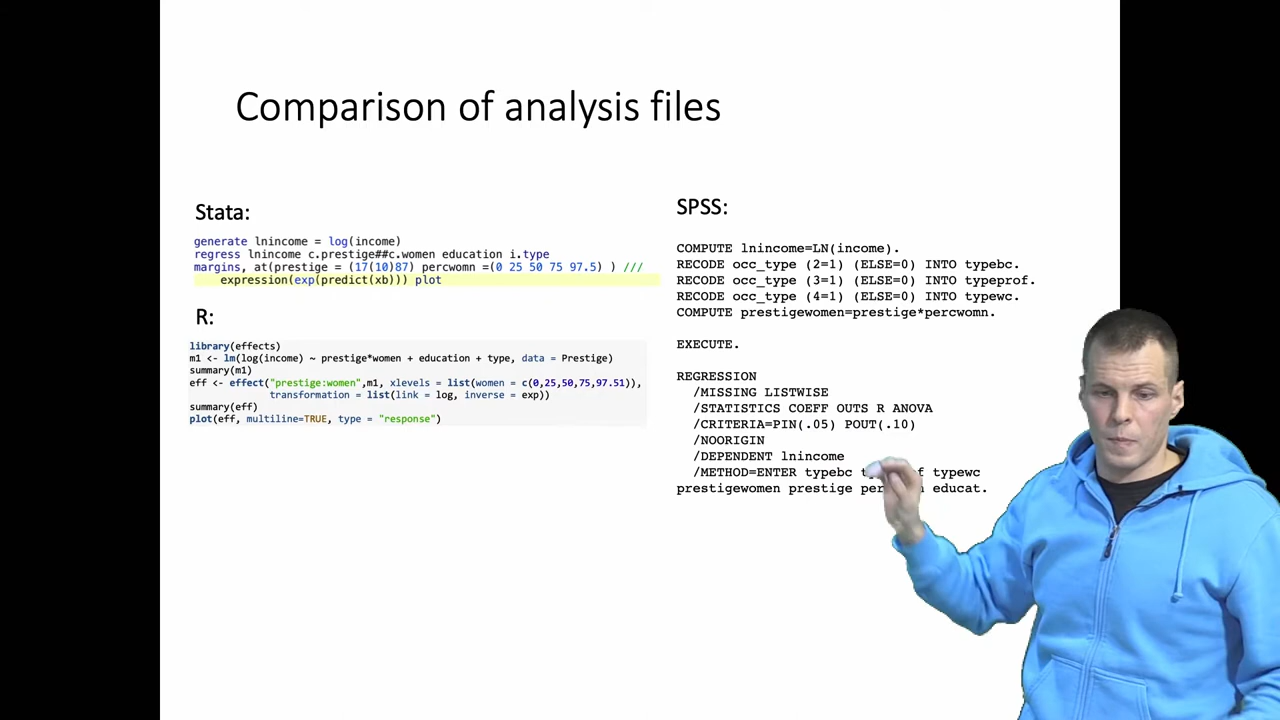 Comparison of analysis files
Stata:
generate lnincome = log(income)
regress lnincome c.prestige##c.women education i.type
margins, at(prestige = (17(10)87) percwomn =(0 25 50 75 97.5) ) ///
expression(exp(predict(xb))) plot
R:
library(effects)
m1 <- lm(log(income) ~ prestige*women + education + type, data = Prestige)
summary(m1)
eff <- effect("prestige:women",m1, xlevels = list(women = c(0,25,50,75,97.51)),
transformation = list(link = log, inverse = exp))
summary(eff)
plot(eff, multiline=TRUE, type = "response")
SPSS:
COMPUTE lnincome=LN(income).
RECODE occ_type (2=1) (ELSE=0) INTO typebc.
RECODE occ_type (3=1) (ELSE=0) INTO typeprof.
RECODE occ_type (4=1) (ELSE=0) INTO typewc.
COMPUTE prestigewomen=prestige*percwomn.
EXECUTE.
REGRESSION
/MISSING LISTWISE
/STATISTICS COEFF OUTS R ANOVA
/CRITERIA=PIN(.05) POUT(.10)
/NOORIGIN
/DEPENDENT lnincome
/METHOD=ENTER typebc typewc
prestigewomen prestige educat.